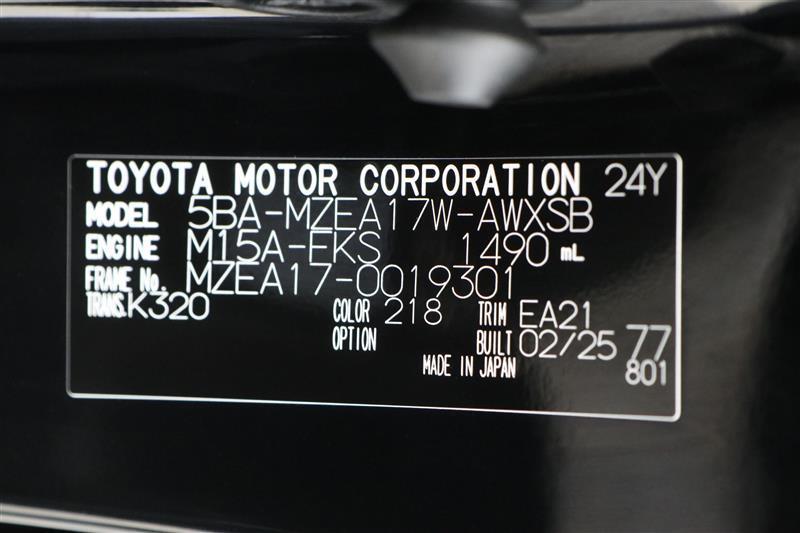 TOYOTA MOTOR CORPORATION 24Y
MODEL 5BA-MZEA17W-AWXSB
ENGINE M15A-FKS 1490 mL
FRAME No. MZEA17-0019301
TRANS. K320 COLOR 218 TRIM EA21
OPTION BUILT 02/25 77
MADE IN JAPAN 801